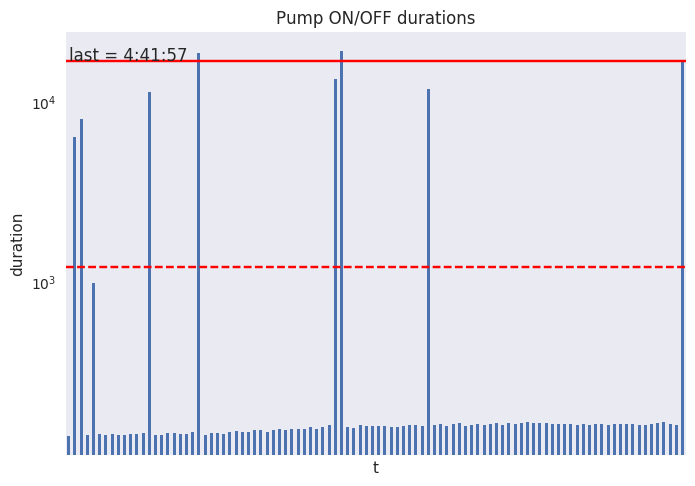 Pump ON/OFF durations
last = 4:41:57
10⁴
10³
duration
t